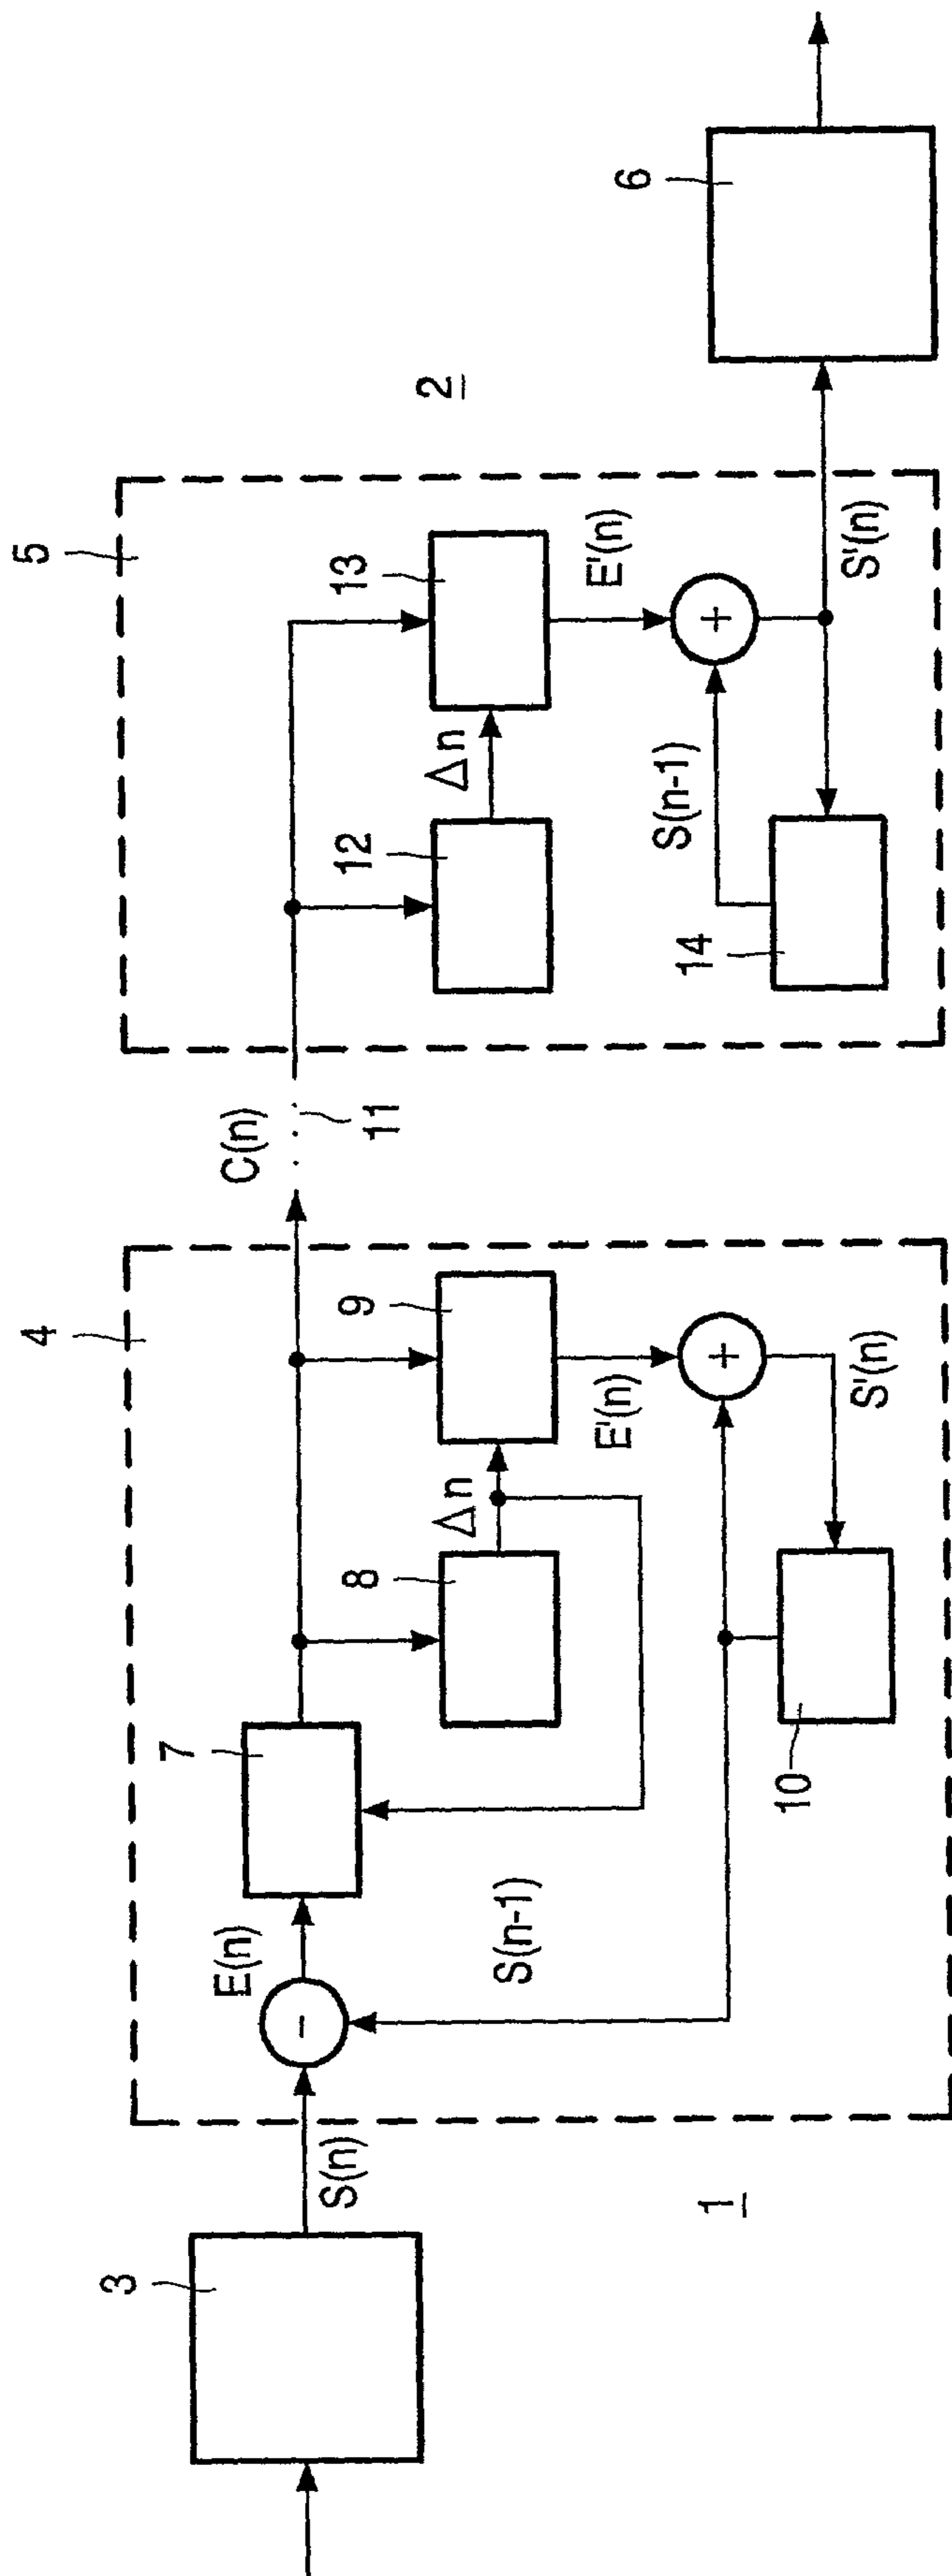 3
S(n)
1
4
E(n)
7
S(n-1)
8
Δn
9
E'(n)
+
-
10
S'(n)
C(n)
11
5
2
12
Δn
13
E'(n)
S(n-1)
+
14
S'(n)
6